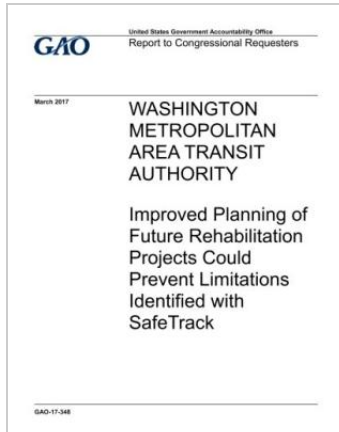 United States Government Accountability Office
GAO
Report to Congressional Requesters
March 2017
WASHINGTON
METROPOLITAN
AREA TRANSIT
AUTHORITY
Improved Planning of
Future Rehabilitation
Projects Could
Prevent Limitations
Identified with
SafeTrack
GAO-17-348